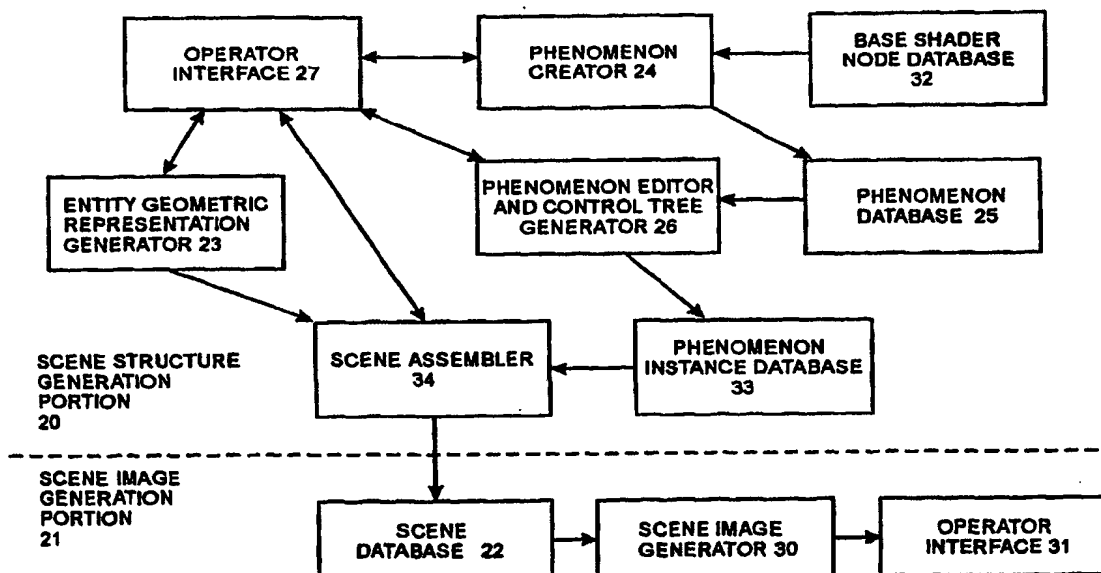 OPERATOR
INTERFACE 27
PHENOMENON
CREATOR 24
BASE SHADER
NODE DATABASE
32
ENTITY GEOMETRIC
REPRESENTATION
GENERATOR 23
PHENOMENON EDITOR
AND CONTROL TREE
GENERATOR 26
PHENOMENON
DATABASE 25
SCENE STRUCTURE
GENERATION
PORTION
20
SCENE ASSEMBLER
34
PHENOMENON
INSTANCE DATABASE
33
SCENE IMAGE
GENERATION
PORTION
21
SCENE
DATABASE 22
SCENE IMAGE
GENERATOR 30
OPERATOR
INTERFACE 31